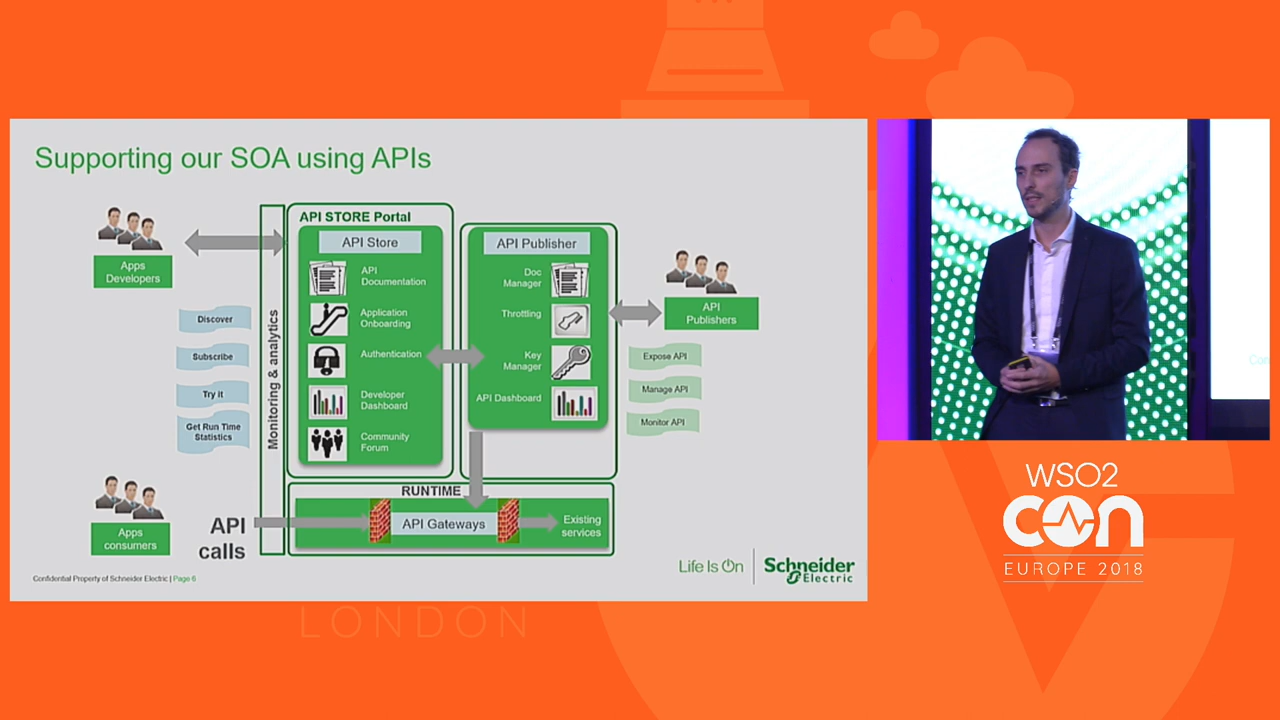 Supporting our SOA using APIs
Apps
Developers
Discover
Subscribe
Try it
Get Run Time
Statistics
Apps
consumers
API
calls
Monitoring & analytics
API STORE Portal
API Store
API
Documentation
Application
Onboarding
Authentication
Developer
Dashboard
Community
Forum
API Publisher
Doc
Manager
Throttling
Key
Manager
API Dashboard
API
Publishers
Expose API
Manage API
Monitor API
RUNTIME
API Gateways
Existing
services
Confidential Property of Schneider Electric | Page 6
Life Is On
Schneider
Electric
WSO2
CON
EUROPE 2018
LONDON